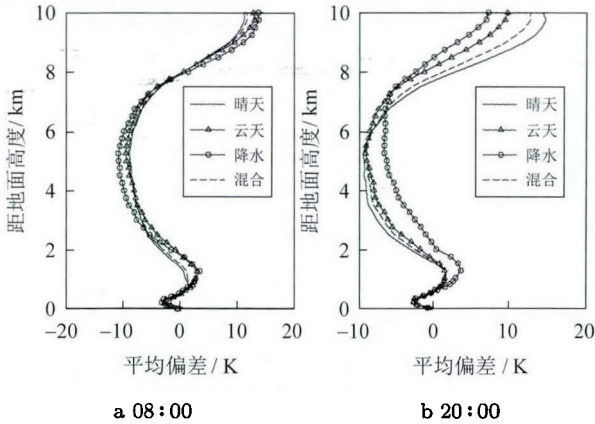 10
8
6
4
2
0
距地面高度 / km
晴天
云天
降水
混合
-20 -10 0 10 20
平均偏差 / K
a 08:00
10
8
6
4
2
0
距地面高度 / km
晴天
云天
降水
混合
-10 0 10 20
平均偏差 / K
b 20:00